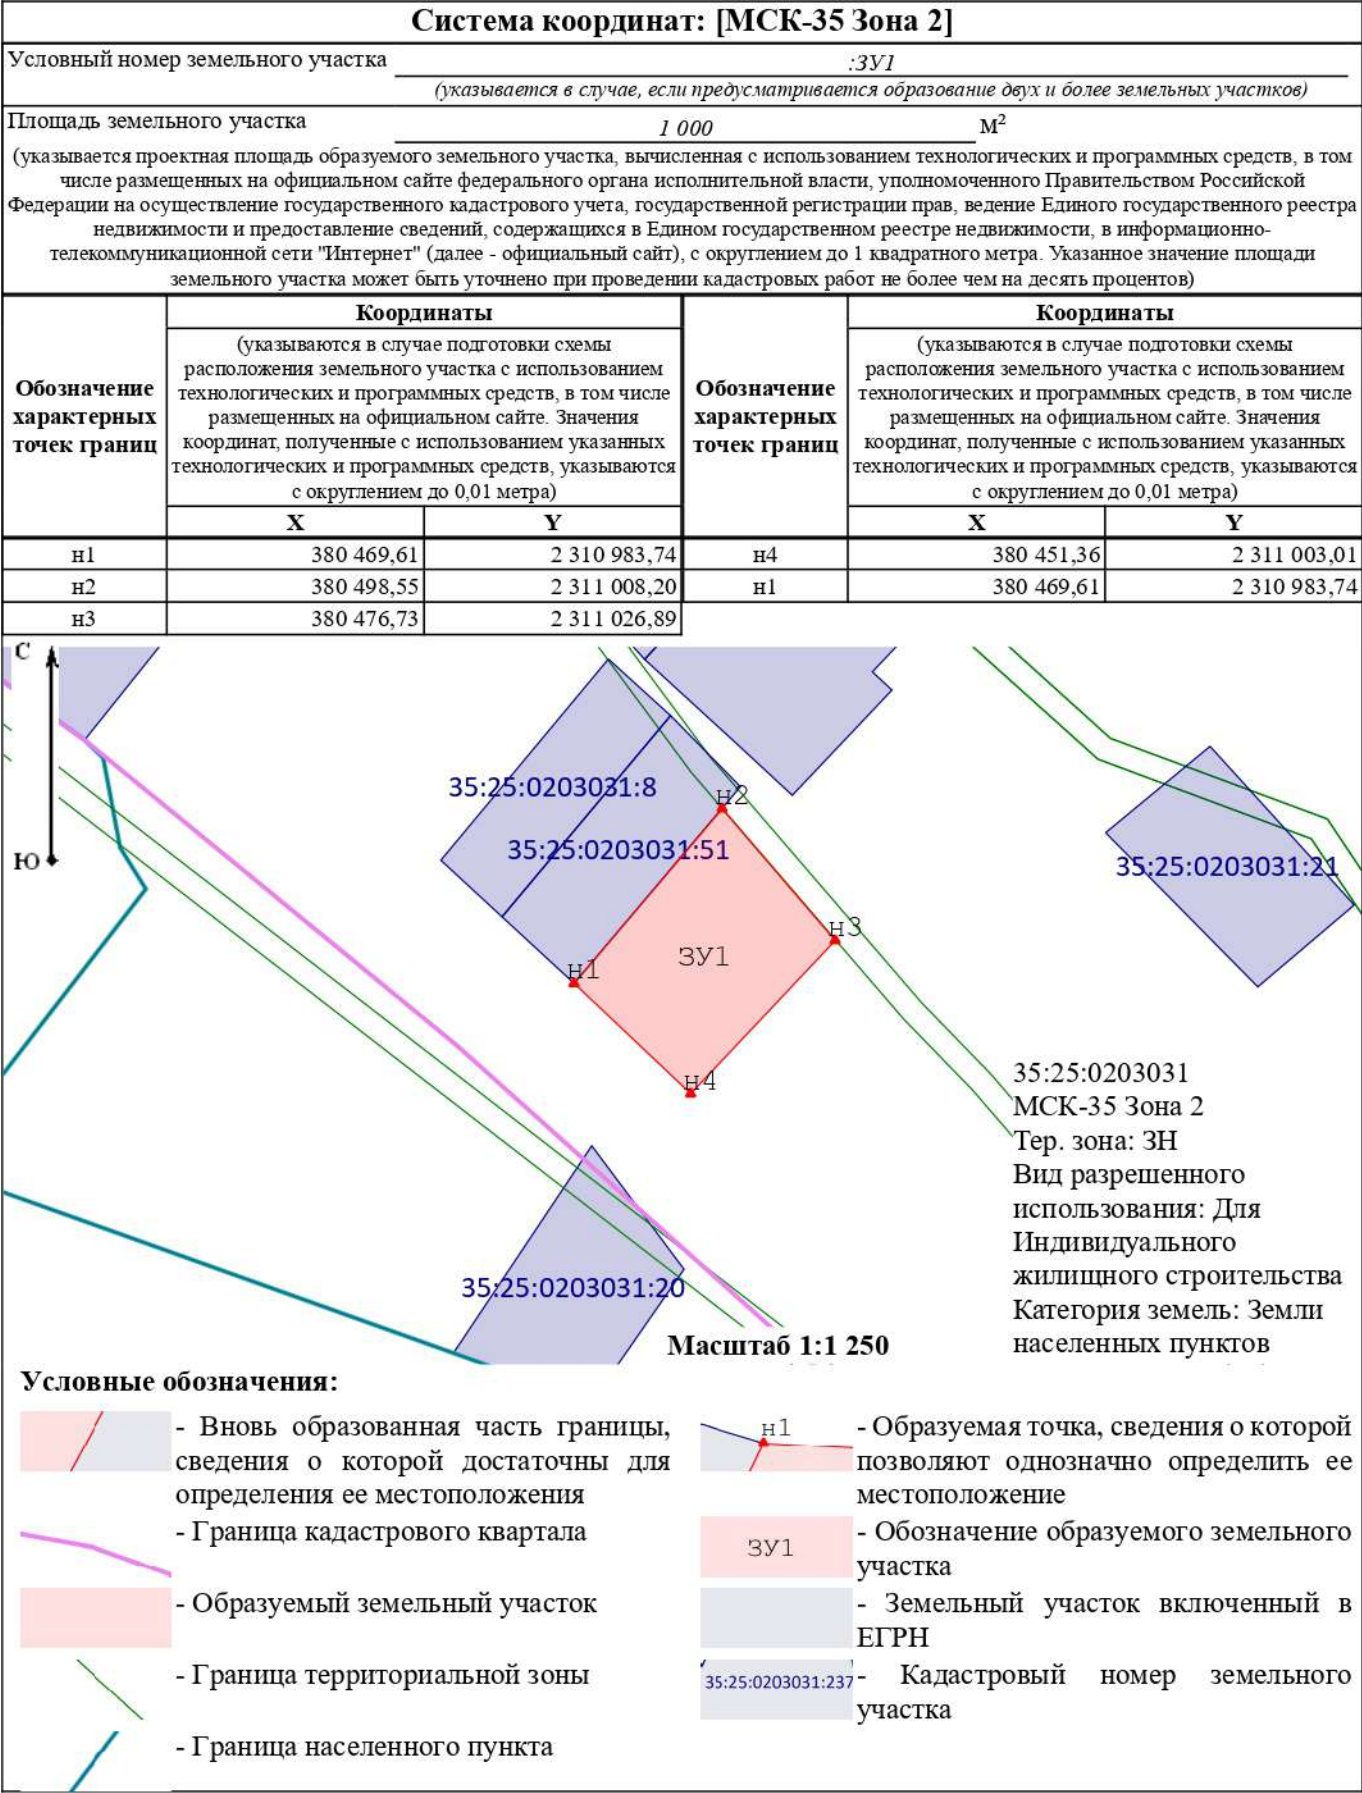 Система координат: [МСК-35 Зона 2]
Условный номер земельного участка :ЗУ1
(указывается в случае, если предусматривается образование двух и более земельных участков)
Площадь земельного участка 1 000 м²
(указывается проектная площадь образуемого земельного участка, вычисленная с использованием технологических и программных средств, в том
числе размещенных на официальном сайте федерального органа исполнительной власти, уполномоченного Правительством Российской
Федерации на осуществление государственного кадастрового учета, государственной регистрации прав, ведение Единого государственного реестра
недвижимости и предоставление сведений, содержащихся в Едином государственном реестре недвижимости, в информационно-
телекоммуникационной сети "Интернет" (далее - официальный сайт), с округлением до 1 квадратного метра. Указанное значение площади
земельного участка может быть уточнено при проведении кадастровых работ не более чем на десять процентов)
Обозначение
характерных
точек границ
Координаты
(указываются в случае подготовки схемы
расположения земельного участка с использованием
технологических и программных средств, в том числе
размещенных на официальном сайте. Значения
координат, полученные с использованием указанных
технологических и программных средств, указываются
с округлением до 0,01 метра)
X Y
Обозначение
характерных
точек границ
Координаты
(указываются в случае подготовки схемы
расположения земельного участка с использованием
технологических и программных средств, в том числе
размещенных на официальном сайте. Значения
координат, полученные с использованием указанных
технологических и программных средств, указываются
с округлением до 0,01 метра)
X Y
н1 380 469,61 2 310 983,74 н4 380 451,36 2 311 003,01
н2 380 498,55 2 311 008,20 н1 380 469,61 2 310 983,74
н3 380 476,73 2 311 026,89
С
Ю
35:25:0203031:8
н2
35:25:0203031:51
35:25:0203031:21
н3
ЗУ1
н1
н4
35:25:0203031:20
35:25:0203031
МСК-35 Зона 2
Тер. зона: ЗН
Вид разрешенного
использования: Для
Индивидуального
жилищного строительства
Категория земель: Земли
населенных пунктов
Масштаб 1:1 250
Условные обозначения:
- Вновь образованная часть границы,
сведения о которой достаточны для
определения ее местоположения
- Граница кадастрового квартала
- Образуемый земельный участок
- Граница территориальной зоны
- Граница населенного пункта
н1
- Образуемая точка, сведения о которой
позволяют однозначно определить ее
местоположение
ЗУ1
- Обозначение образуемого земельного
участка
- Земельный участок включенный в
ЕГРН
35:25:0203031:237
- Кадастровый номер земельного
участка